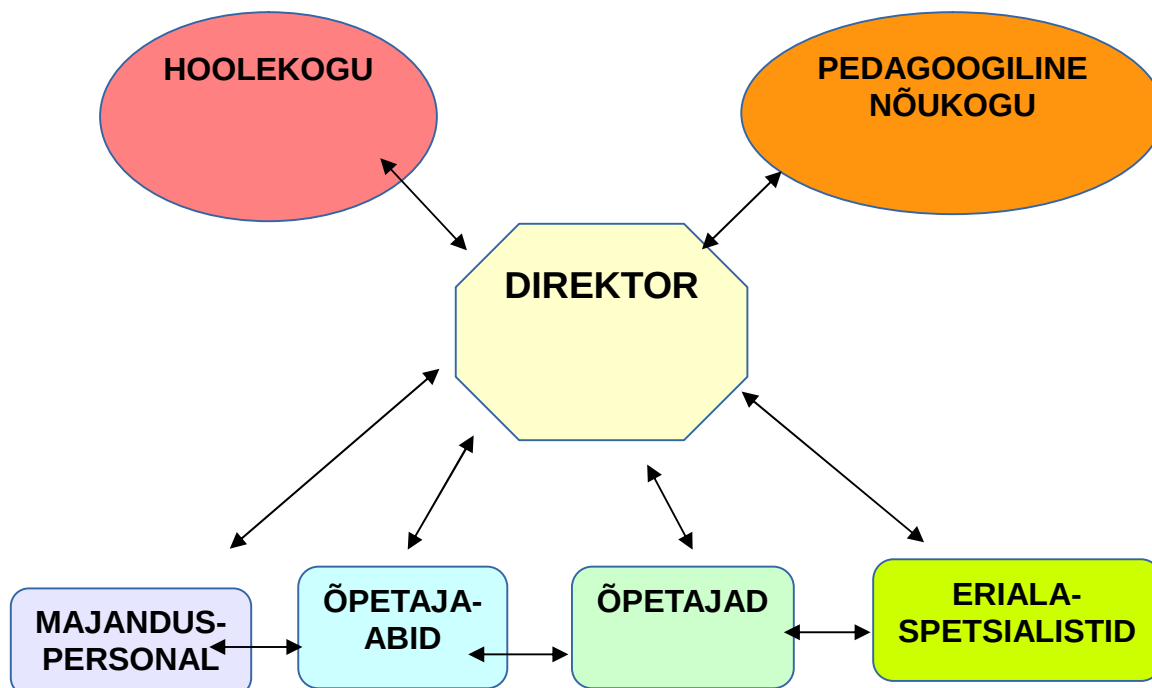 HOOLEKOGU
PEDAGOOGILINE
NÕUKOGU
DIREKTOR
MAJANDUS-
PERSONAL
ÕPETAJA-
ABID
ÕPETAJAD
ERIALA-
SPETSIALISTID